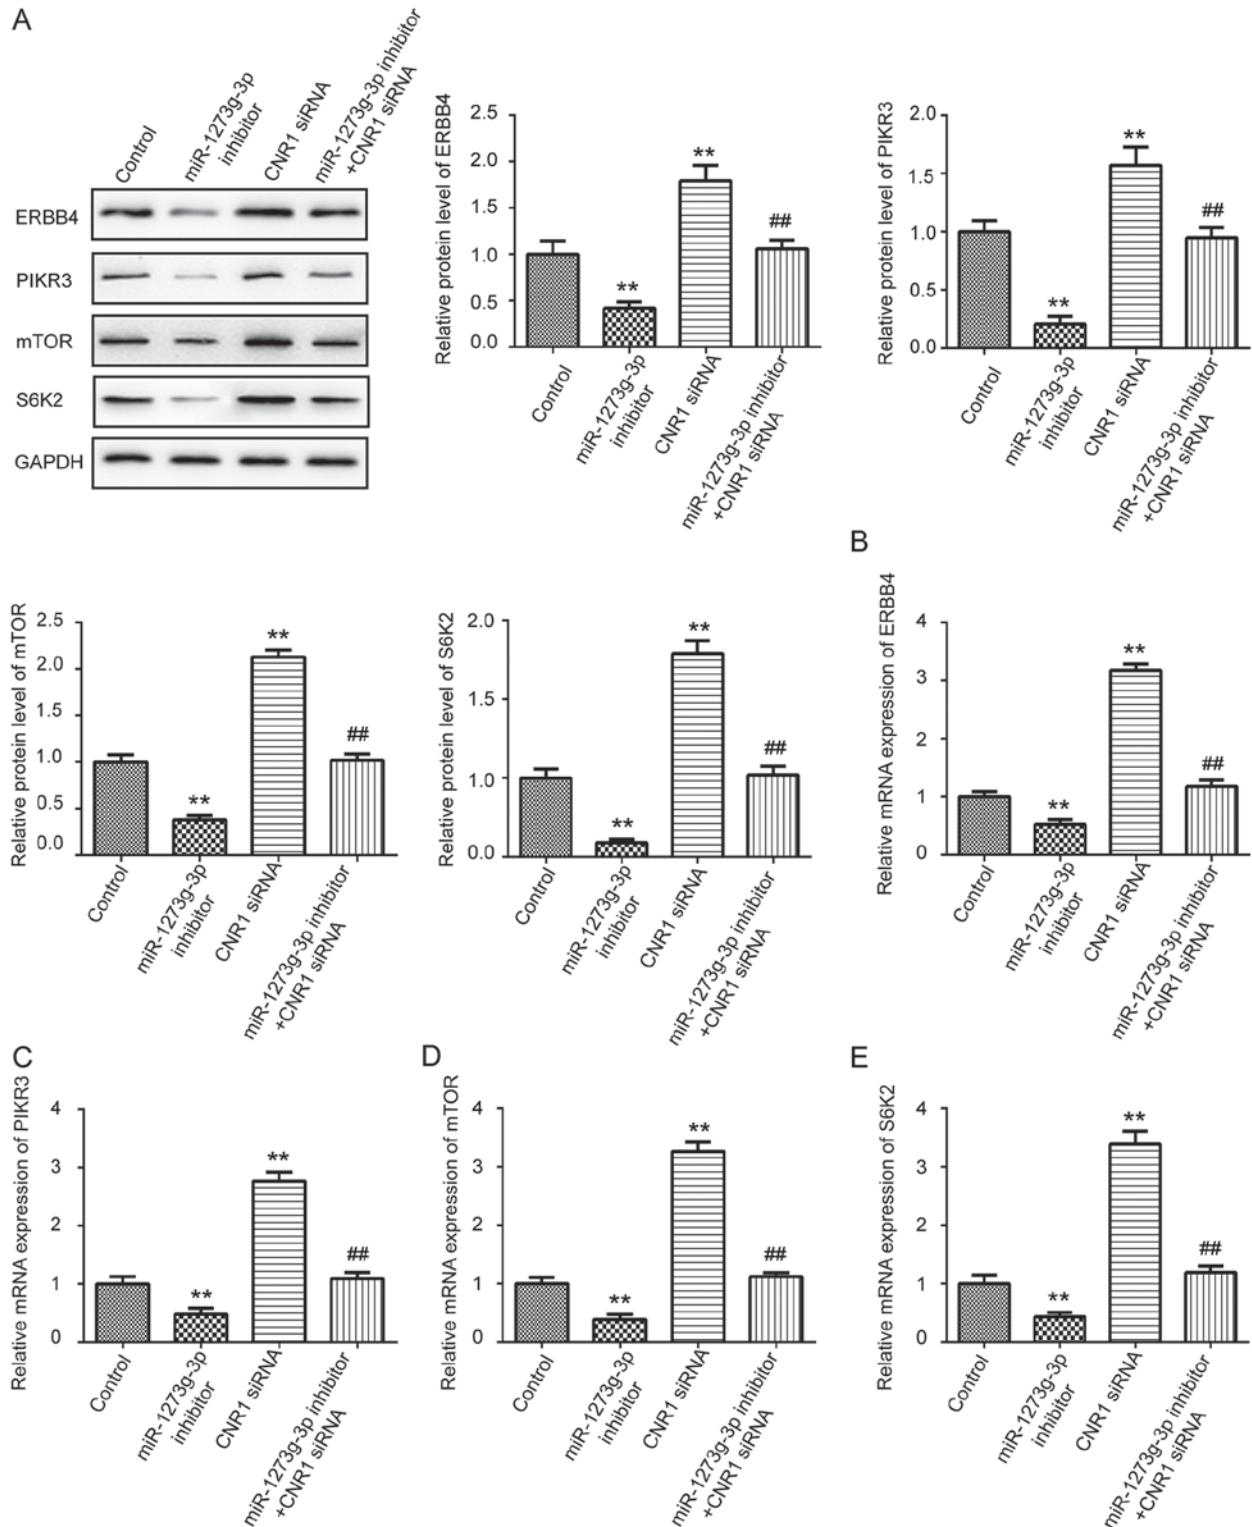 A
Control
miR-1273g-3p
inhibitor
CNR1 siRNA
miR-1273g-3p inhibitor
+CNR1 siRNA
ERBB4
PIKR3
mTOR
S6K2
GAPDH
Relative protein level of ERBB4
2.5
2.0
1.5
1.0
0.5
0.0
**
**
##
Control
miR-1273g-3p
inhibitor
CNR1 siRNA
miR-1273g-3p inhibitor
+CNR1 siRNA
Relative protein level of PIKR3
2.0
1.5
1.0
0.5
0.0
**
**
##
Control
miR-1273g-3p
inhibitor
CNR1 siRNA
miR-1273g-3p inhibitor
+CNR1 siRNA
Relative protein level of mTOR
2.5
2.0
1.5
1.0
0.5
0.0
**
**
##
Control
miR-1273g-3p
inhibitor
CNR1 siRNA
miR-1273g-3p inhibitor
+CNR1 siRNA
Relative protein level of S6K2
2.0
1.5
1.0
0.0
**
**
##
Control
miR-1273g-3p
inhibitor
CNR1 siRNA
miR-1273g-3p inhibitor
+CNR1 siRNA
B
Relative mRNA expression of ERBB4
4
3
2
1
0
**
**
##
Control
miR-1273g-3p
inhibitor
CNR1 siRNA
miR-1273g-3p inhibitor
+CNR1 siRNA
C
Relative mRNA expression of PIKR3
4
3
2
1
0
**
**
##
Control
miR-1273g-3p
inhibitor
CNR1 siRNA
miR-1273g-3p inhibitor
+CNR1 siRNA
D
Relative mRNA expression of mTOR
4
3
2
1
0
**
**
##
Control
miR-1273g-3p
inhibitor
CNR1 siRNA
miR-1273g-3p inhibitor
+CNR1 siRNA
E
Relative mRNA expression of S6K2
4
3
2
1
0
**
**
##
Control
miR-1273g-3p
inhibitor
CNR1 siRNA
miR-1273g-3p inhibitor
+CNR1 siRNA